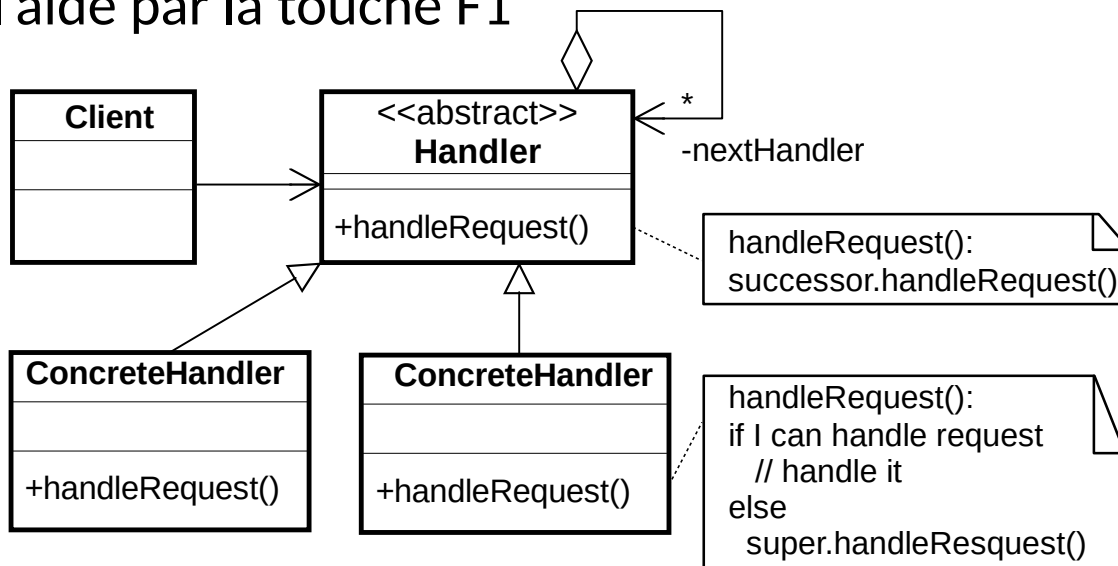 l'aide par la touche F1
Client
<<abstract>>
Handler
+handleRequest()
*
-nextHandler
handleRequest():
successor.handleRequest()
ConcreteHandler
+handleRequest()
ConcreteHandler
+handleRequest()
handleRequest():
if I can handle request
// handle it
else
super.handleResquest()